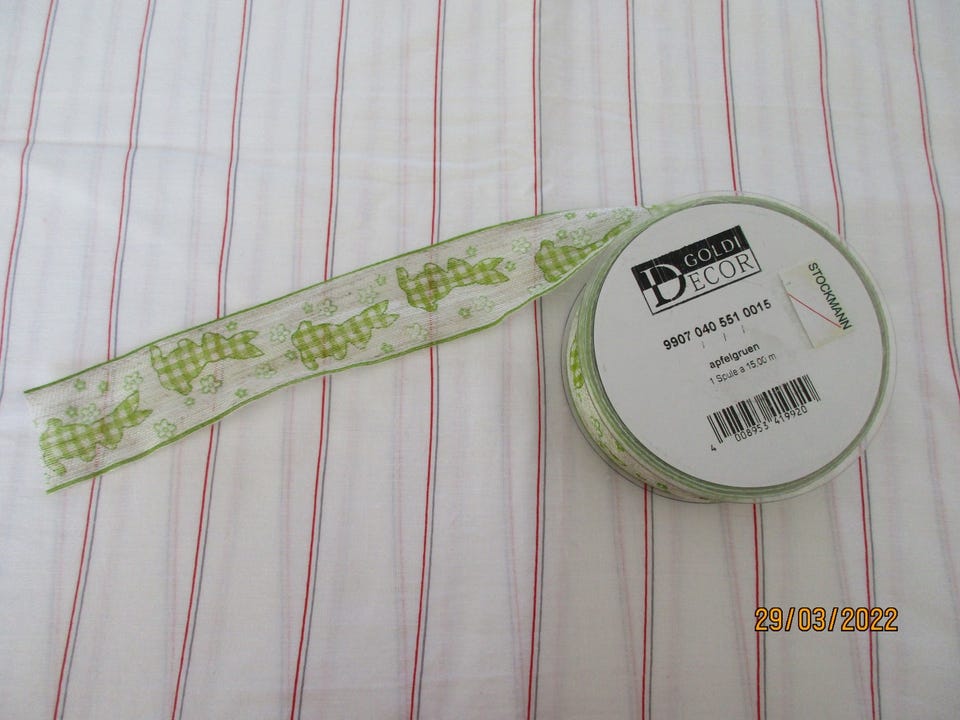 GOLDI
DECOR
STOCKMANN
9907 040 551 0015
apfelgruen
1 Spule a 15,00 m
4 008953 419920
29/03/2022